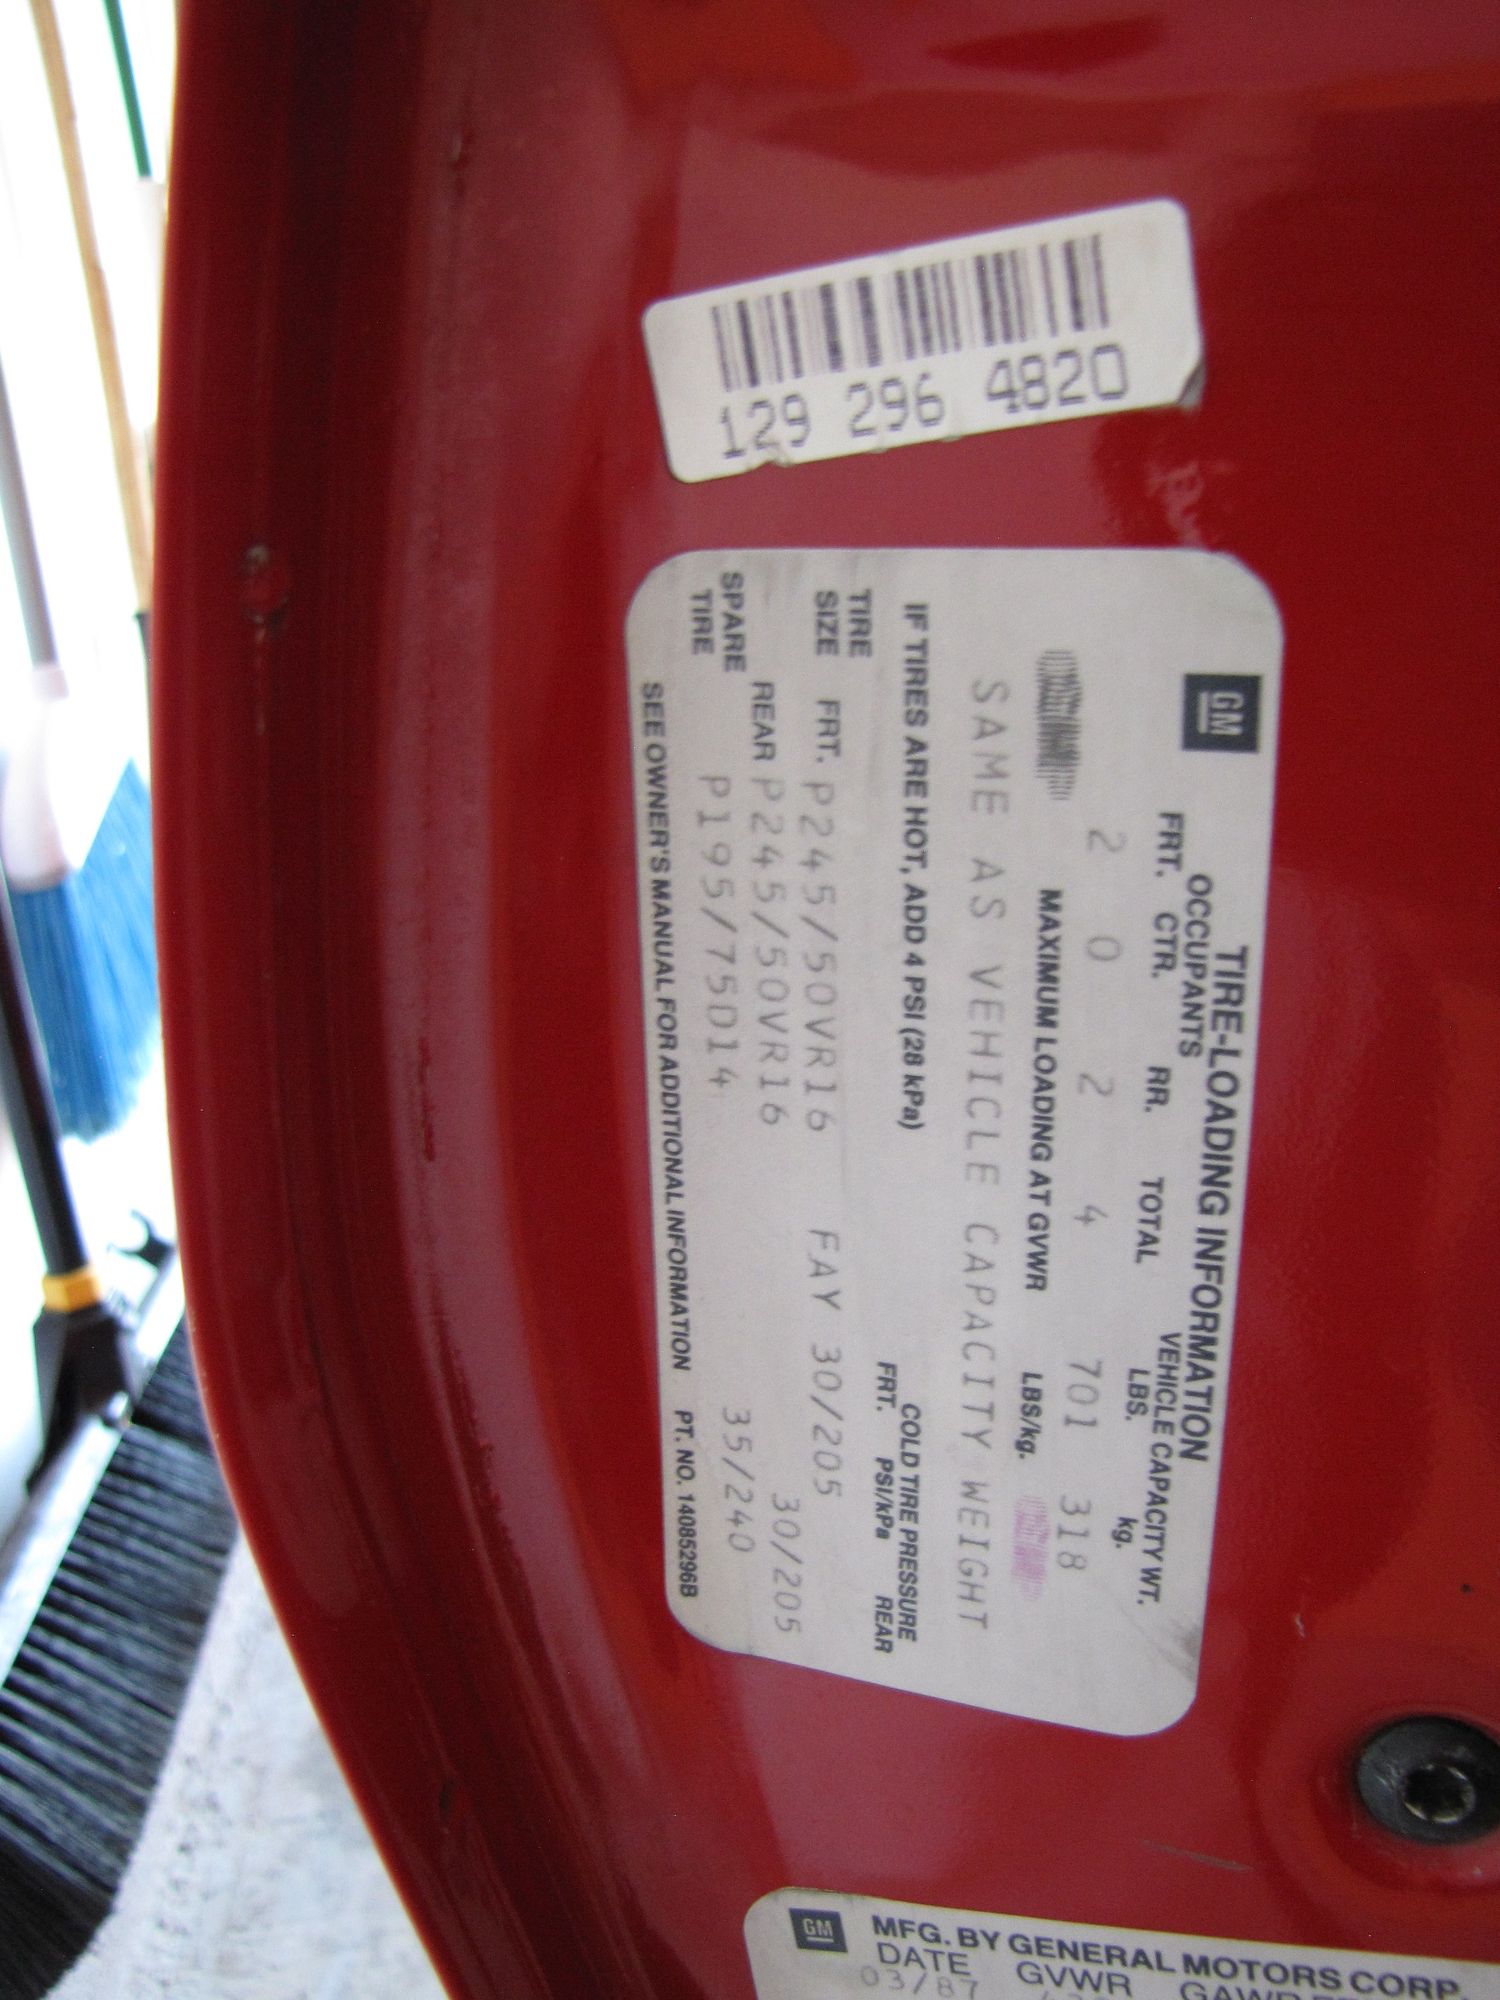 129 296 4820
GM
TIRE-LOADING INFORMATION
OCCUPANTS VEHICLE CAPACITY WT.
FRT. CTR. RR. TOTAL LBS. kg.
2 0 2 4 701 318
MAXIMUM LOADING AT GVWR LBS/kg.
SAME AS VEHICLE CAPACITY WEIGHT
IF TIRES ARE HOT, ADD 4 PSI (28 kPa)
COLD TIRE PRESSURE
FRT. PSI/kPa REAR
TIRE
SIZE FRT. P245/50VR16 FAY 30/205
REAR P245/50VR16 30/205
SPARE
TIRE P195/75D14 35/240
SEE OWNER'S MANUAL FOR ADDITIONAL INFORMATION PT. NO. 14085296B
GM
MFG. BY GENERAL MOTORS CORP.
DATE GVWR
03/87